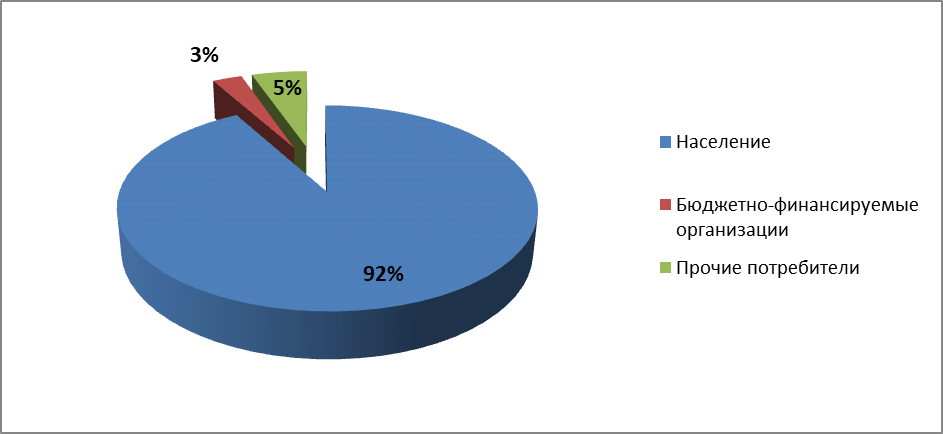 3%
5%
92%
Население
Бюджетно-финансируемые
организации
Прочие потребители